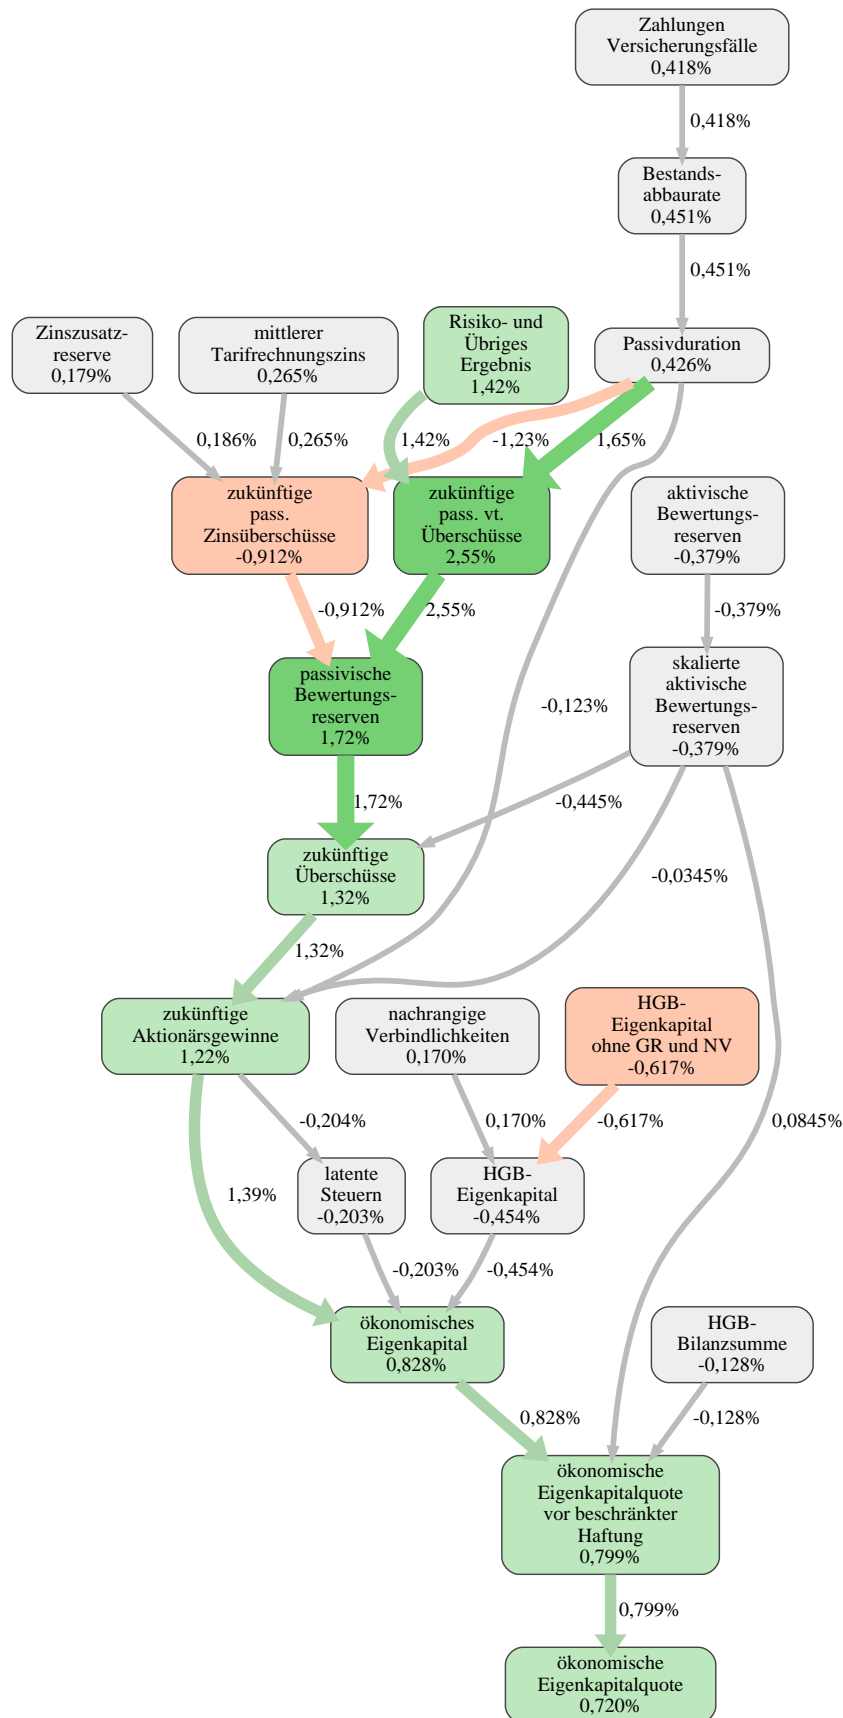 Zahlungen
Versicherungsfälle
0,418%
0,418%
Bestands-
abbaurate
0,451%
0,451%
Zinszusatz-
reserve
0,179%
mittlerer
Tarifrechnungszins
0,265%
Risiko- und
Übriges
Ergebnis
1,42%
Passivduration
0,426%
0,186%
0,265%
1,42%
-1,23%
1,65%
zukünftige
pass.
Zinsüberschüsse
-0,912%
zukünftige
pass. vt.
Überschüsse
2,55%
aktivische
Bewertungs-
reserven
-0,379%
-0,912%
2,55%
-0,379%
passivische
Bewertungs-
reserven
1,72%
skalierte
aktivische
Bewertungs-
reserven
-0,379%
-0,123%
1,72%
-0,445%
zukünftige
Überschüsse
1,32%
-0,0345%
1,32%
zukünftige
Aktionärsgewinne
1,22%
nachrangige
Verbindlichkeiten
0,170%
HGB-
Eigenkapital
ohne GR und NV
-0,617%
-0,204%
0,170%
-0,617%
0,0845%
latente
Steuern
-0,203%
HGB-
Eigenkapital
-0,454%
1,39%
-0,203%
-0,454%
ökonomisches
Eigenkapital
0,828%
HGB-
Bilanzsumme
-0,128%
0,828%
-0,128%
ökonomische
Eigenkapitalquote
vor beschränkter
Haftung
0,799%
0,799%
ökonomische
Eigenkapitalquote
0,720%